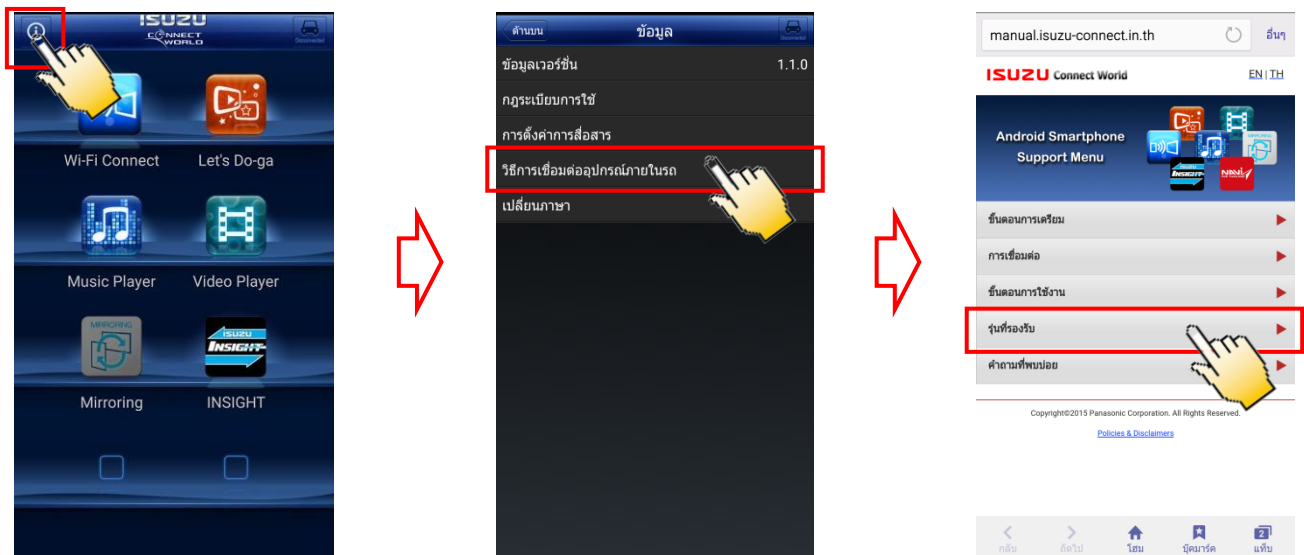 ISUZU
CONNECT
WORLD
Disconnected
Wi-Fi Connect
Let's Do-ga
Music Player
Video Player
MIRRORING
ISUZU
INSIGHT
Mirroring
INSIGHT
ด้านบน
ข้อมูล
Disconnected
ข้อมูลเวอร์ชั่น
1.1.0
กฎระเบียบการใช้
การตั้งค่าการสื่อสาร
วิธีการเชื่อมต่ออุปกรณ์ภายในรถ
เปลี่ยนภาษา
manual.isuzu-connect.in.th
อื่นๆ
ISUZU Connect World
EN | TH
Android Smartphone
Support Menu
MIRRORING
ISUZU
INSIGHT
NAVi
ขั้นตอนการเตรียม
การเชื่อมต่อ
ขั้นตอนการใช้งาน
รุ่นที่รองรับ
คำถามที่พบบ่อย
Copyright©2015 Panasonic Corporation. All Rights Reserved.
Policies & Disclaimers
กลับ
ถัดไป
โฮม
บุ๊คมาร์ค
2
แท็บ